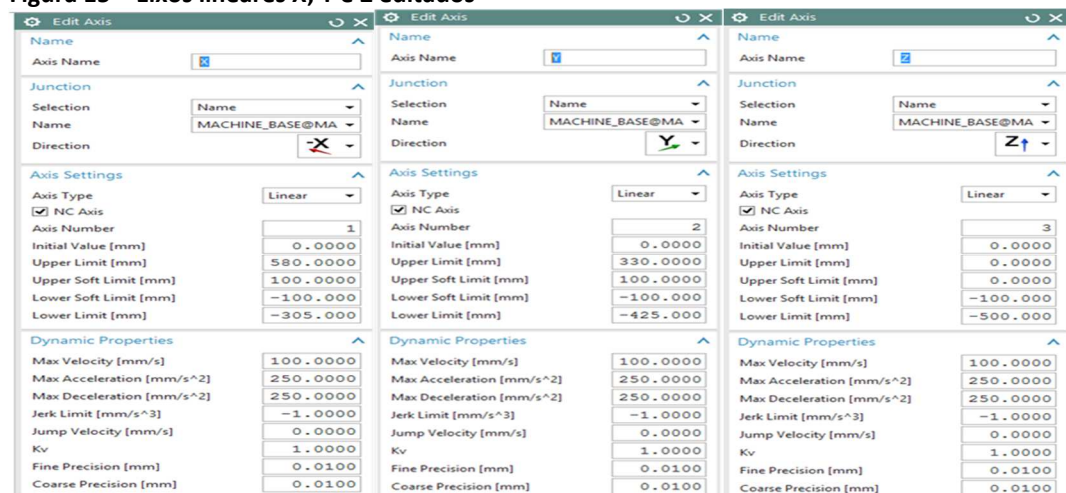 Figura 15 – Eixos lineares X, Y e Z editados
Edit Axis
Name
Axis Name X
Junction
Selection Name
Name MACHINE_BASE@MA
Direction -X
Axis Settings
Axis Type Linear
NC Axis
Axis Number 1
Initial Value [mm] 0.0000
Upper Limit [mm] 580.0000
Upper Soft Limit [mm] 100.0000
Lower Soft Limit [mm] -100.000
Lower Limit [mm] -305.000
Dynamic Properties
Max Velocity [mm/s] 100.0000
Max Acceleration [mm/s^2] 250.0000
Max Deceleration [mm/s^2] 250.0000
Jerk Limit [mm/s^3] -1.0000
Jump Velocity [mm/s] 0.0000
Kv 1.0000
Fine Precision [mm] 0.0100
Coarse Precision [mm] 0.0100
Edit Axis
Name
Axis Name Y
Junction
Selection Name
Name MACHINE_BASE@MA
Direction Y
Axis Settings
Axis Type Linear
NC Axis
Axis Number 2
Initial Value [mm] 0.0000
Upper Limit [mm] 330.0000
Upper Soft Limit [mm] 100.0000
Lower Soft Limit [mm] -100.000
Lower Limit [mm] -425.000
Dynamic Properties
Max Velocity [mm/s] 100.0000
Max Acceleration [mm/s^2] 250.0000
Max Deceleration [mm/s^2] 250.0000
Jerk Limit [mm/s^3] -1.0000
Jump Velocity [mm/s] 0.0000
Kv 1.0000
Fine Precision [mm] 0.0100
Coarse Precision [mm] 0.0100
Edit Axis
Name
Axis Name Z
Junction
Selection Name
Name MACHINE_BASE@MA
Direction Z
Axis Settings
Axis Type Linear
NC Axis
Axis Number 3
Initial Value [mm] 0.0000
Upper Limit [mm] 0.0000
Upper Soft Limit [mm] 0.0000
Lower Soft Limit [mm] -100.000
Lower Limit [mm] -500.000
Dynamic Properties
Max Velocity [mm/s] 100.0000
Max Acceleration [mm/s^2] 250.0000
Max Deceleration [mm/s^2] 250.0000
Jerk Limit [mm/s^3] -1.0000
Jump Velocity [mm/s] 0.0000
Kv 1.0000
Fine Precision [mm] 0.0100
Coarse Precision [mm] 0.0100